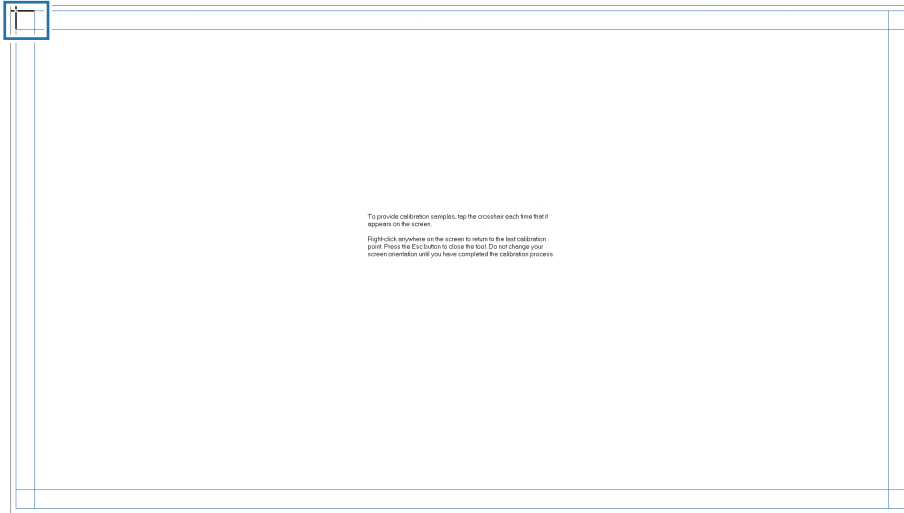 To provide calibration samples, tap the crosshair each time that it
appears on the screen.
Right-click anywhere on the screen to return to the last calibration
point. Press the Esc button to close the tool. Do not change your
screen orientation until you have completed the calibration process.